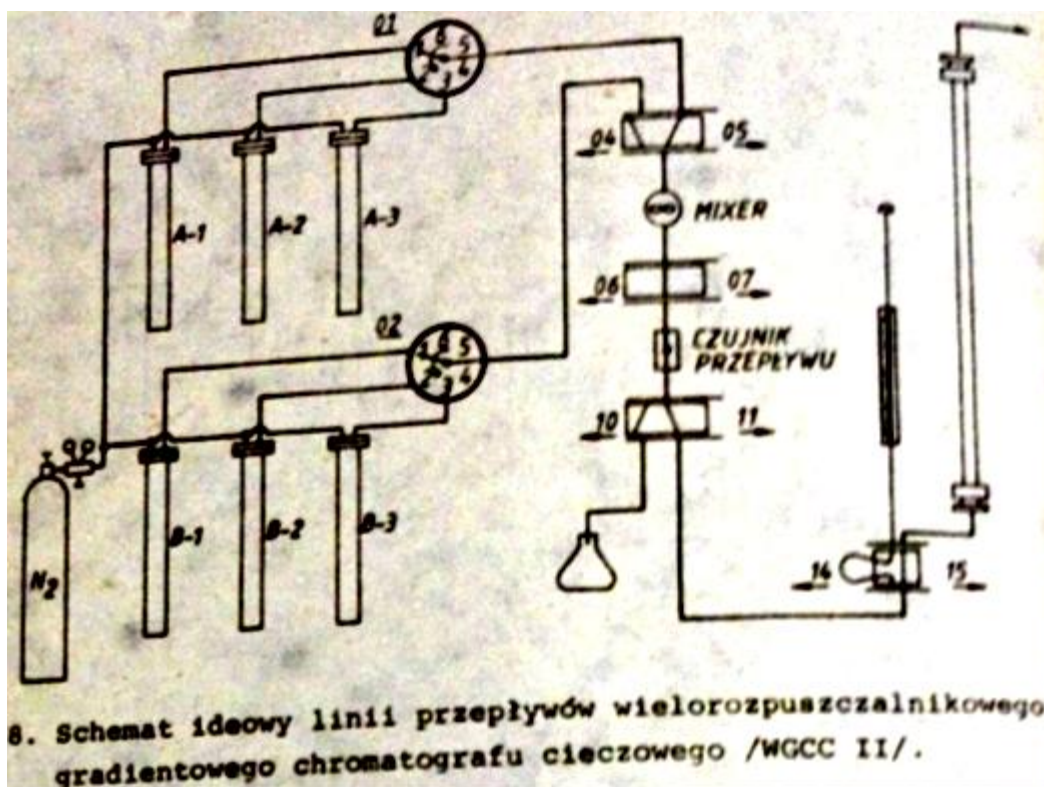 01
1 6 5
2 3 4
04 05
A-1 A-2 A-3
MIXER
06 07
02
1 6 5
2 3 4
CZUJNIK
PRZEPŁYWU
10 11
B-1 B-2 B-3
N2
14 15
8. Schemat ideowy linii przepływów wielorozpuszczalnikowego
gradientowego chromatografu cieczowego /WGCC II/.